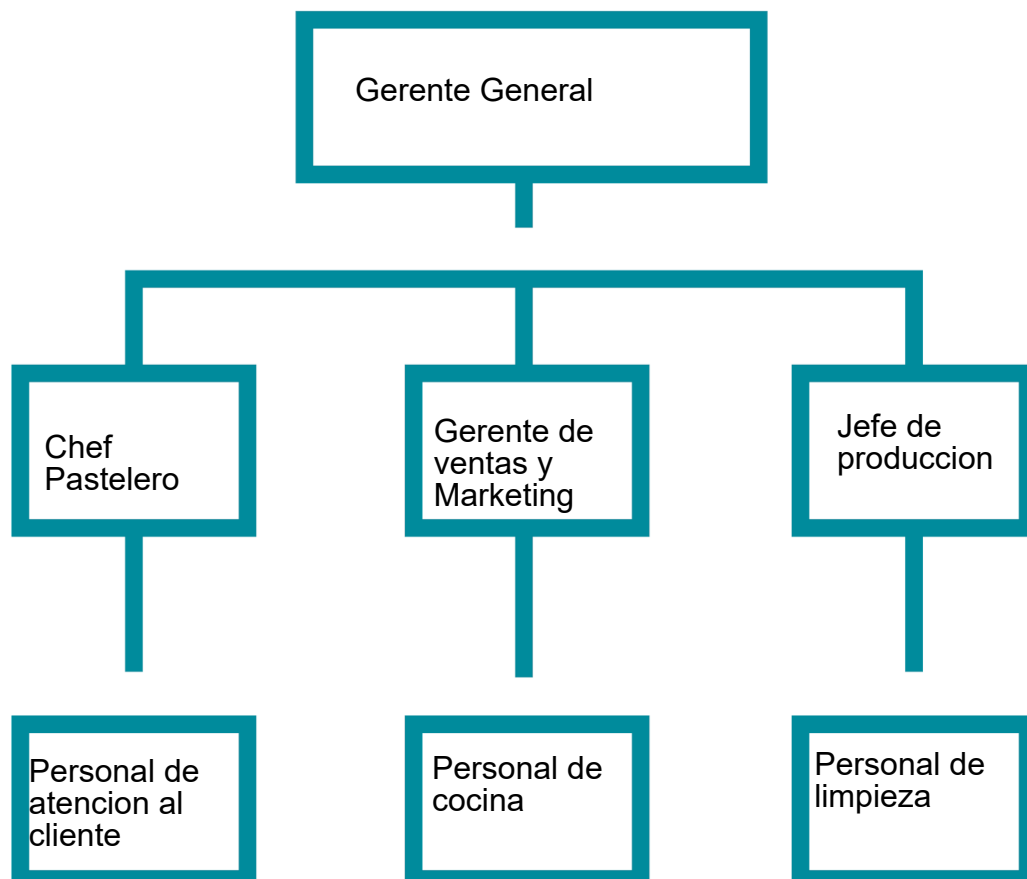 Gerente General
Chef
Pastelero
Gerente de
ventas y
Marketing
Jefe de
produccion
Personal de
atencion al
cliente
Personal de
cocina
Personal de
limpieza